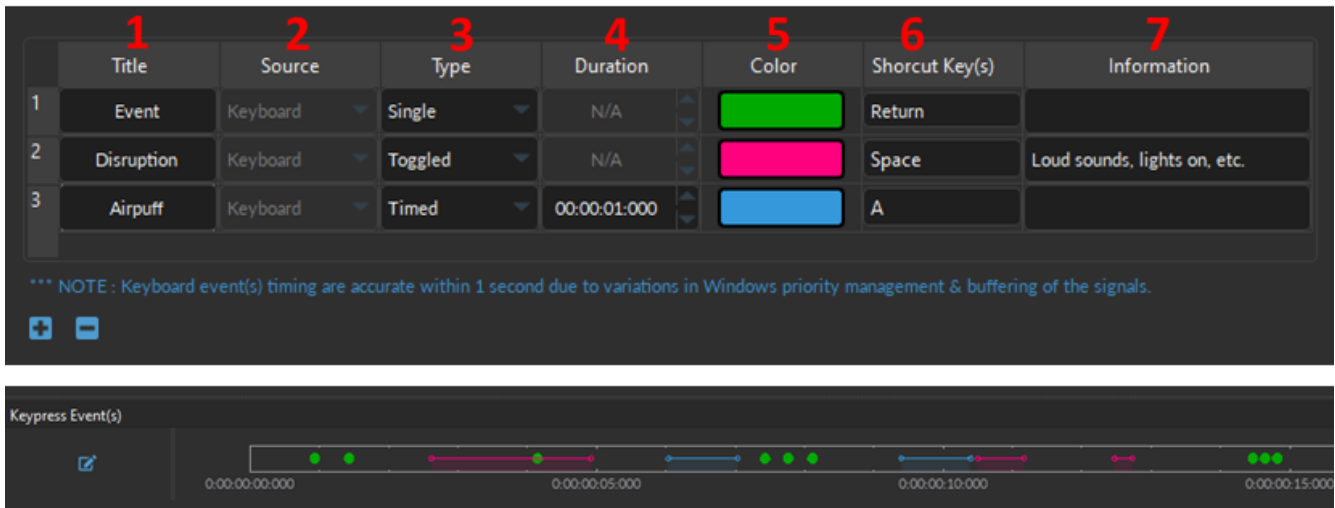 1 2 3 4 5 6 7
Title Source Type Duration Color Shorcut Key(s) Information
1 Event Keyboard Single N/A Return
2 Disruption Keyboard Toggled N/A Space Loud sounds, lights on, etc.
3 Airpuff Keyboard Timed 00:00:01:000 A
*** NOTE : Keyboard event(s) timing are accurate within 1 second due to variations in Windows priority management & buffering of the signals.
Keypress Event(s)
0:00:00:00:000 0:00:00:05:000 0:00:00:10:000 0:00:00:15:000